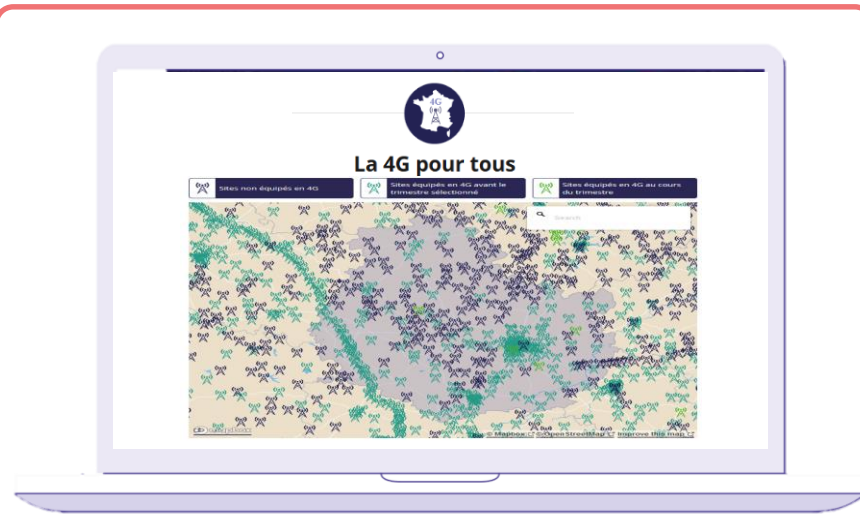 4G
La 4G pour tous
Sites non équipés en 4G
Sites équipés en 4G avant le
trimestre sélectionné
Sites équipés en 4G au cours
du trimestre
Search
© Mapbox © OpenStreetMap Improve this map